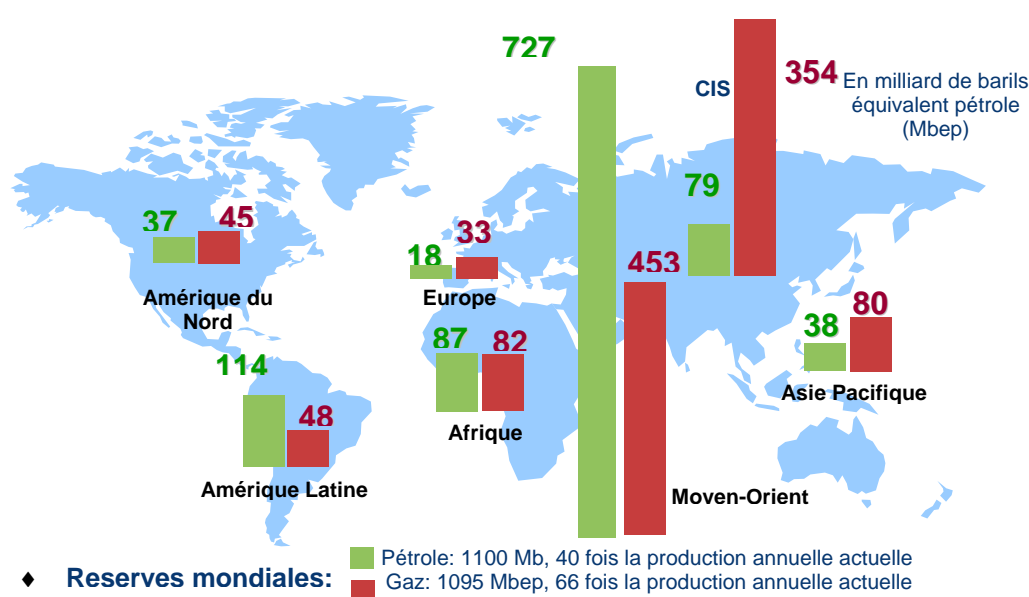 727
CIS
354
En milliard de barils
équivalent pétrole
(Mbep)
79
37
45
18
33
453
Amérique du
Nord
Europe
87
82
38
80
114
48
Asie Pacifique
Afrique
Amérique Latine
Moven-Orient
♦ Reserves mondiales:
Pétrole: 1100 Mb, 40 fois la production annuelle actuelle
Gaz: 1095 Mbep, 66 fois la production annuelle actuelle